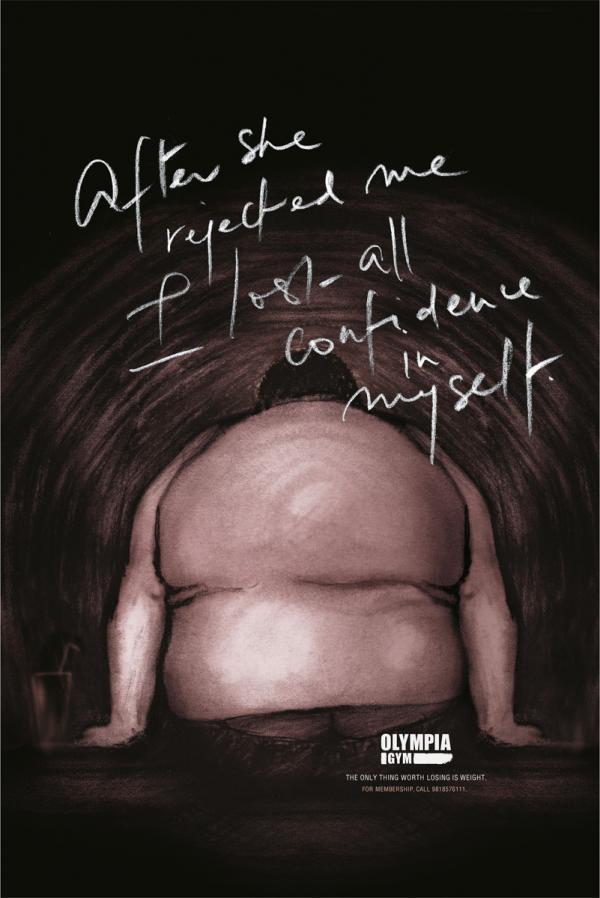 After she
rejected me
I lost all
confidence
in
myself.
OLYMPIA
GYM
THE ONLY THING WORTH LOSING IS WEIGHT.
FOR MEMBERSHIP, CALL 9818576111.